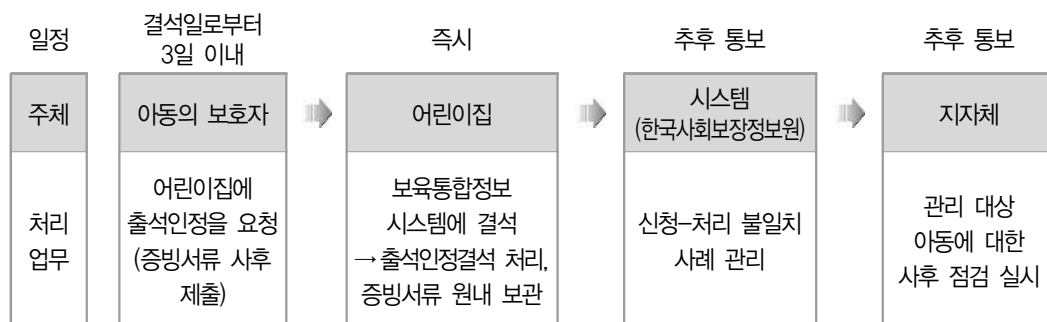 일정
결석일로부터
3일 이내
즉시
추후 통보
추후 통보
주체
아동의 보호자
어린이집
시스템
(한국사회보장정보원)
지자체
처리
업무
어린이집에
출석인정을 요청
(증빙서류 사후
제출)
보육통합정보
시스템에 결석
→출석인정결석 처리,
증빙서류 원내 보관
신청-처리 불일치
사례 관리
관리 대상
아동에 대한
사후 점검 실시